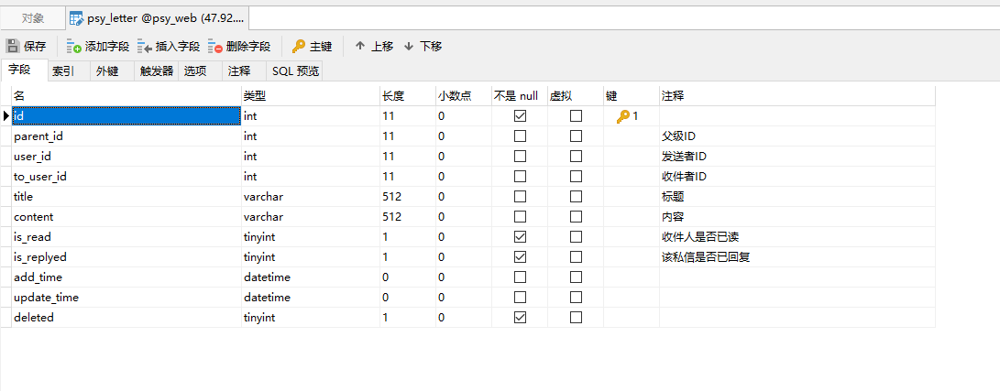 对象 psy_letter @psy_web (47.92....
保存 添加字段 插入字段 删除字段 主键 上移 下移
字段 索引 外键 触发器 选项 注释 SQL 预览
名 类型 长度 小数点 不是 null 虚拟 键 注释
id int 11 0 1
parent_id int 11 0 父级ID
user_id int 11 0 发送者ID
to_user_id int 11 0 收件者ID
title varchar 512 0 标题
content varchar 512 0 内容
is_read tinyint 1 0 收件人是否已读
is_replyed tinyint 1 0 该私信是否已回复
add_time datetime 0 0
update_time datetime 0 0
deleted tinyint 1 0